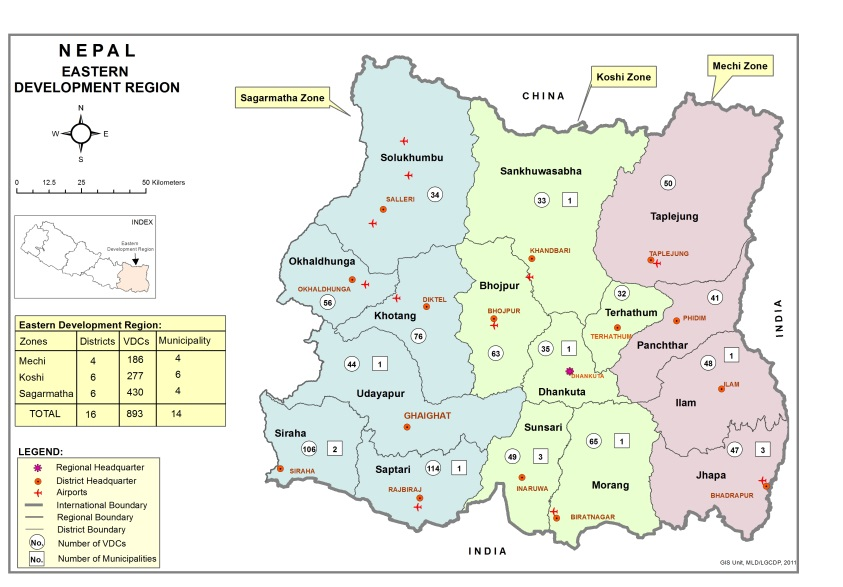 NEPAL
EASTERN
DEVELOPMENT REGION
N
W E
S
0 12.5 25 50 Kilometers
INDEX
Eastern
Development Region
Eastern Development Region:
Zones Districts VDCs Municipality
Mechi 4 186 4
Koshi 6 277 6
Sagarmatha 6 430 4
TOTAL 16 893 14
LEGEND:
Regional Headquarter
District Headquarter
Airports
International Boundary
Regional Boundary
District Boundary
No. Number of VDCs
No. Number of Municipalities
Sagarmatha Zone
Koshi Zone
Mechi Zone
CHINA
INDIA
INDIA
Solukhumbu
34
SALLERI
Sankhuwasabha
33 1
KHANDBARI
50
Taplejung
TAPLEJUNG
Okhaldhunga
OKHALDHUNGA
56
DIKTEL
Khotang
76
Bhojpur
BHOJPUR
63
32
Terhathum
TERHATHUM
41
PHIDIM
Panchthar
35 1
DHANKUTA
Dhankuta
44 1
Udayapur
GHAIGHAT
48 1
ILAM
Ilam
Siraha
106 2
SIRAHA
Saptari
114 1
RAJBIRAJ
Sunsari
49 3
INARUWA
65 1
Morang
BIRATNAGAR
47 3
Jhapa
BHADRAPUR
GIS Unit, MLD/LGCDP, 2011